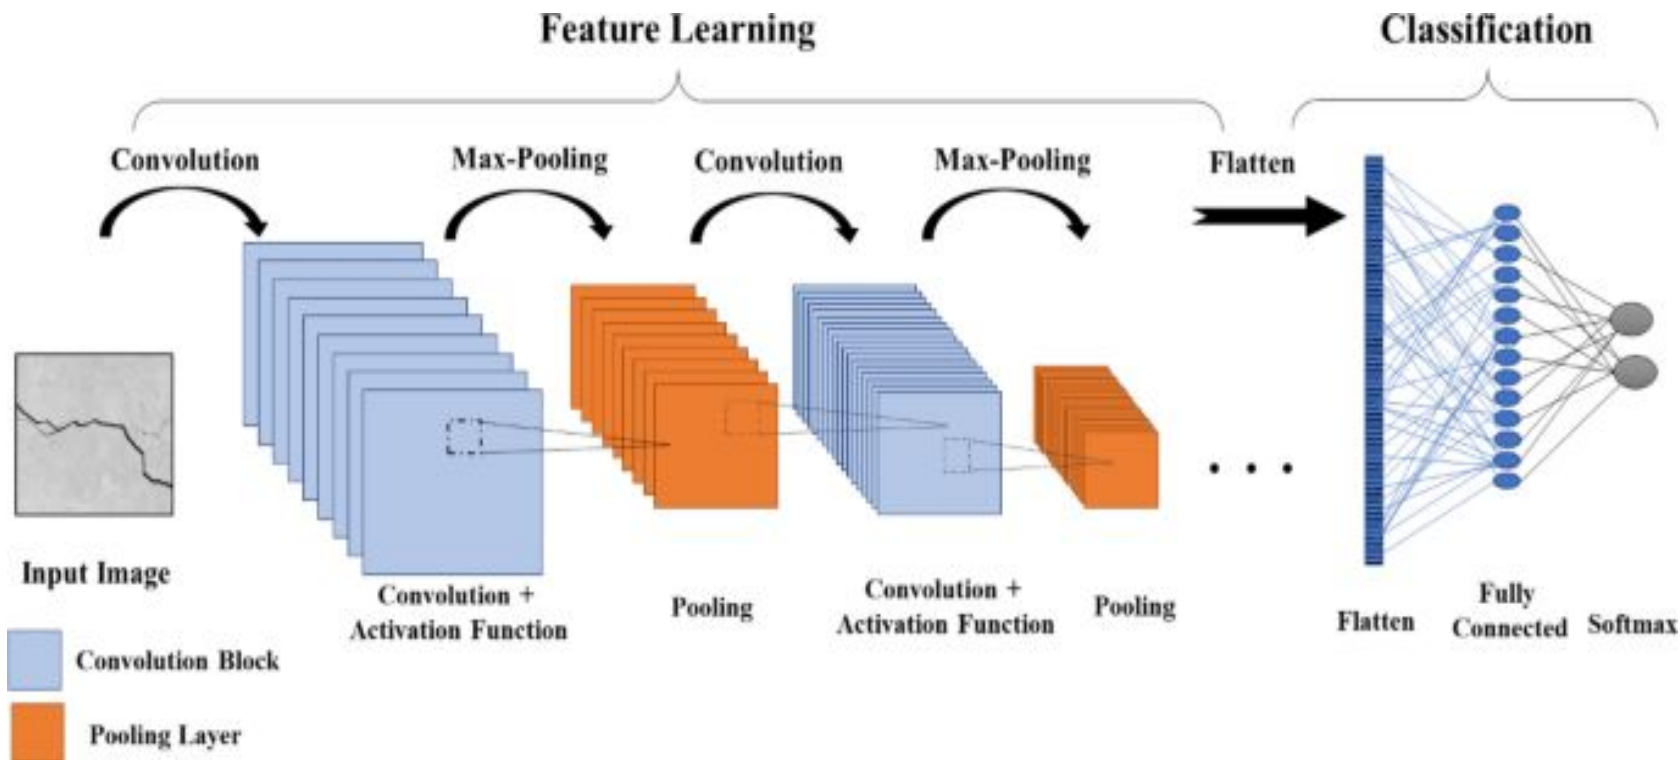 Feature Learning
Classification
Convolution
Max-Pooling
Convolution
Max-Pooling
Flatten
Input Image
Convolution +
Activation Function
Pooling
Convolution +
Activation Function
Pooling
Flatten
Fully
Connected
Softmax
Convolution Block
Pooling Layer